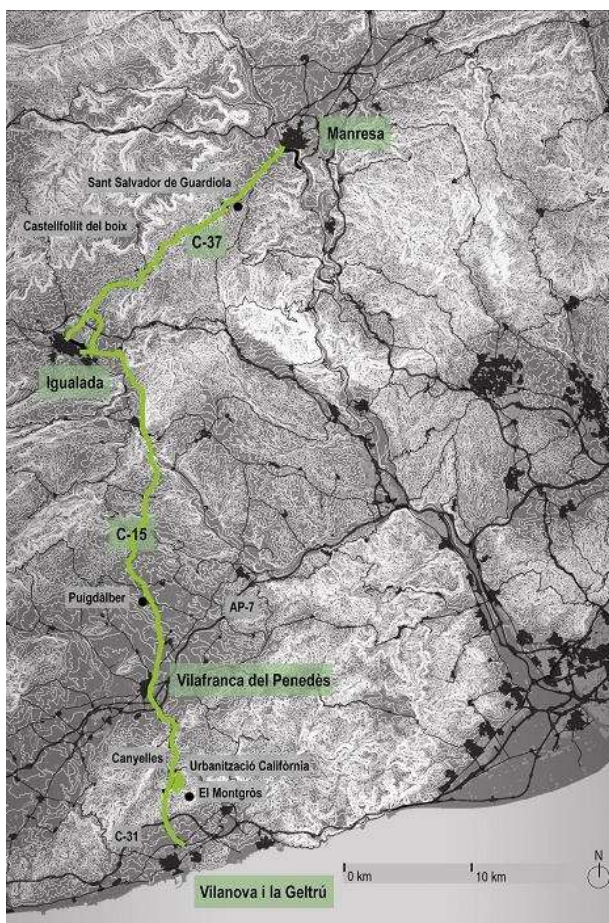 Manresa
Sant Salvador de Guardiola
Castellfollit del boix
C-37
Igualada
C-15
Puigdàlber
AP-7
Vilafranca del Penedès
Canyelles
Urbanització Califòrnia
El Montgròs
C-31
N
0 km
10 km
Vilanova i la Geltrú